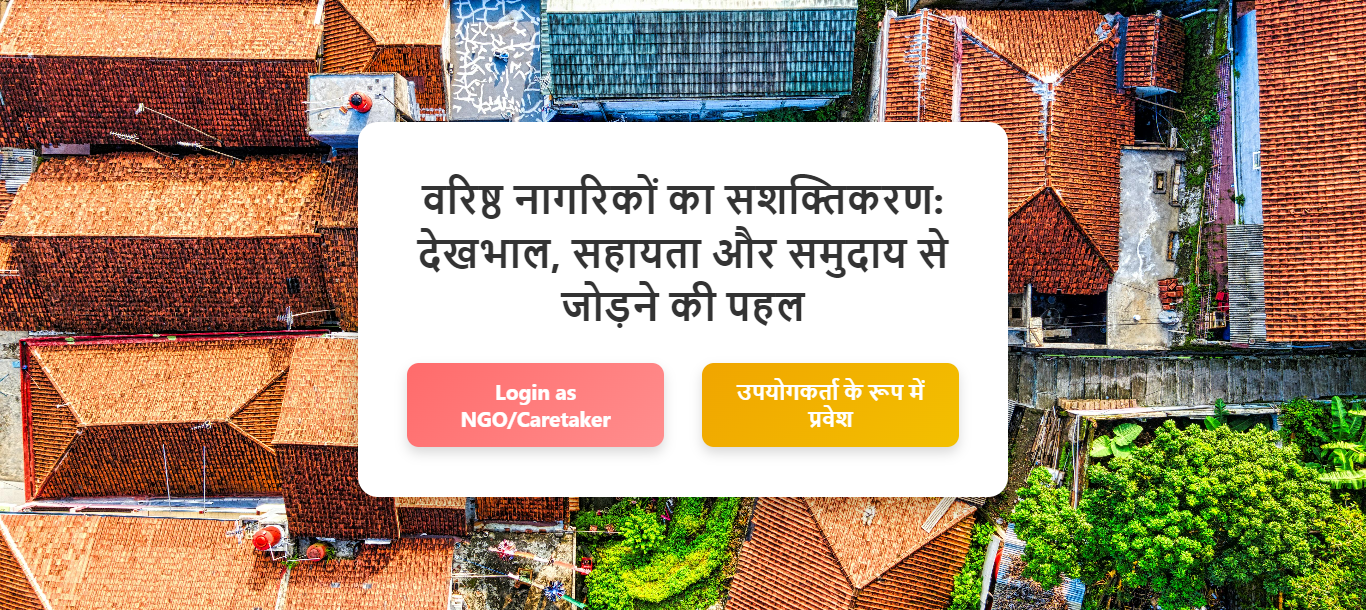 वरिष्ठ नागरिकों का सशक्तिकरण:
देखभाल, सहायता और समुदाय से
जोड़ने की पहल
Login as
NGO/Caretaker
उपयोगकर्ता के रूप में
प्रवेश